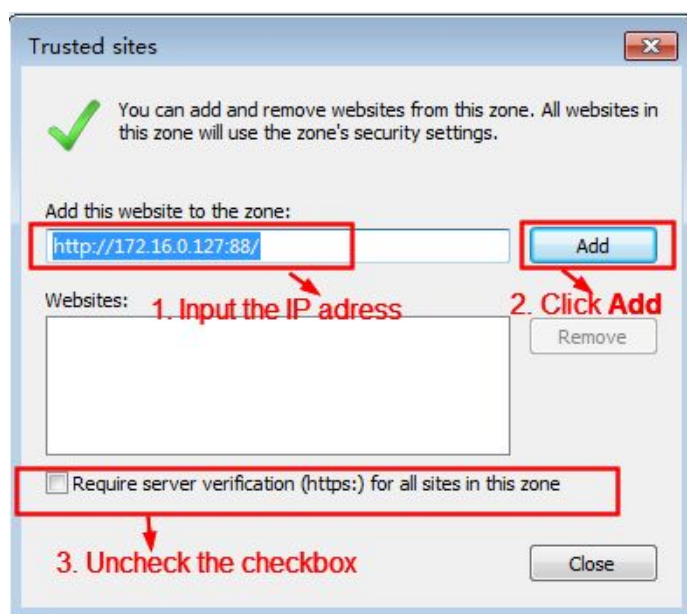 Trusted sites
You can add and remove websites from this zone. All websites in
this zone will use the zone's security settings.
Add this website to the zone:
http://172.16.0.127:88/
Add
1. Input the IP adress
2. Click Add
Websites:
Remove
Require server verification (https:) for all sites in this zone
3. Uncheck the checkbox
Close